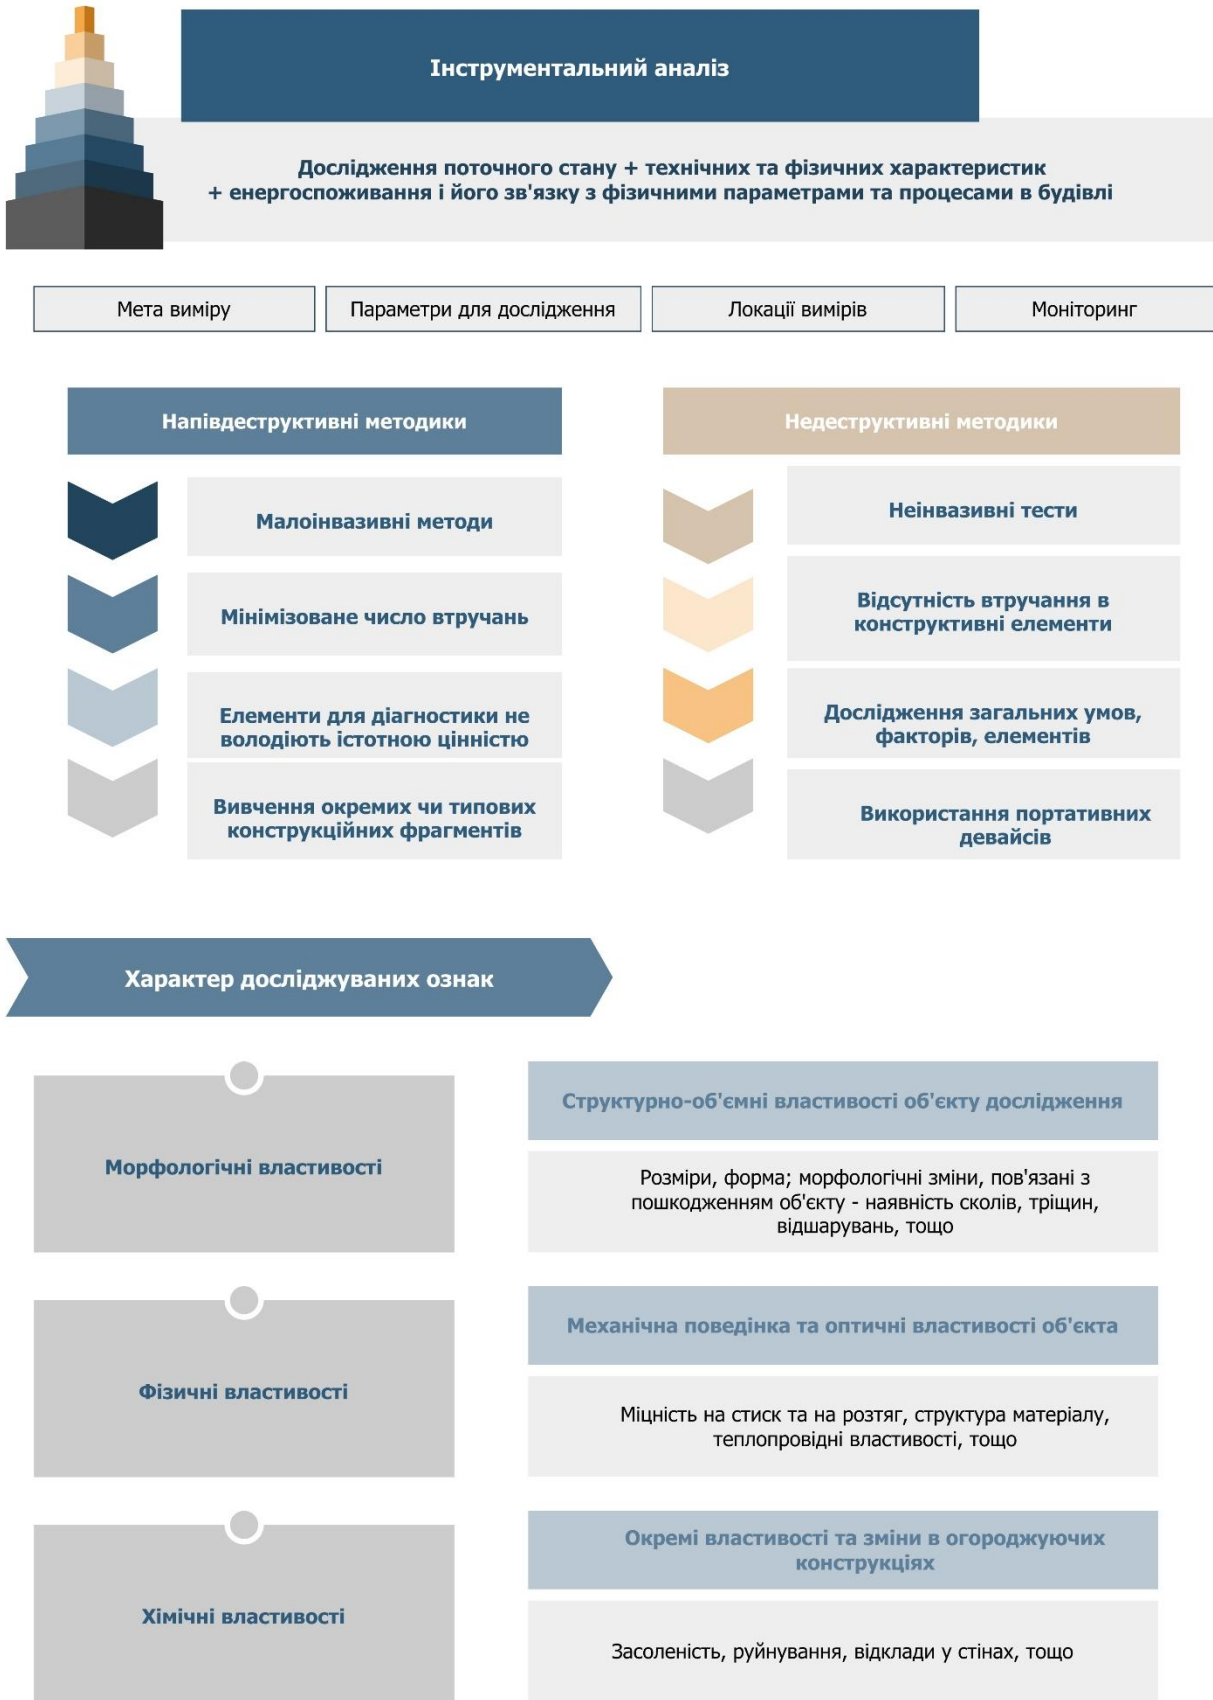 Інструментальний аналіз
Дослідження поточного стану + технічних та фізичних характеристик
+ енергоспоживання і його зв'язку з фізичними параметрами та процесами в будівлі
Мета виміру
Параметри для дослідження
Локації вимірів
Моніторинг
Напівдеструктивні методики
Малоінвазивні методи
Мінімізоване число втручань
Елементи для діагностики не
володіють істотною цінністю
Вивчення окремих чи типових
конструкційних фрагментів
Недеструктивні методики
Неінвазивні тести
Відсутність втручання в
конструктивні елементи
Дослідження загальних умов,
факторів, елементів
Використання портативних
девайсів
Характер досліджуваних ознак
Морфологічні властивості
Структурно-об'ємні властивості об'єкту дослідження
Розміри, форма; морфологічні зміни, пов'язані з
пошкодженням об'єкту - наявність сколів, тріщин,
відшарувань, тощо
Фізичні властивості
Механічна поведінка та оптичні властивості об'єкта
Міцність на стиск та на розтяг, структура матеріалу,
теплопровідні властивості, тощо
Хімічні властивості
Окремі властивості та зміни в огороджуючих
конструкціях
Засоленість, руйнування, відклади у стінах, тощо